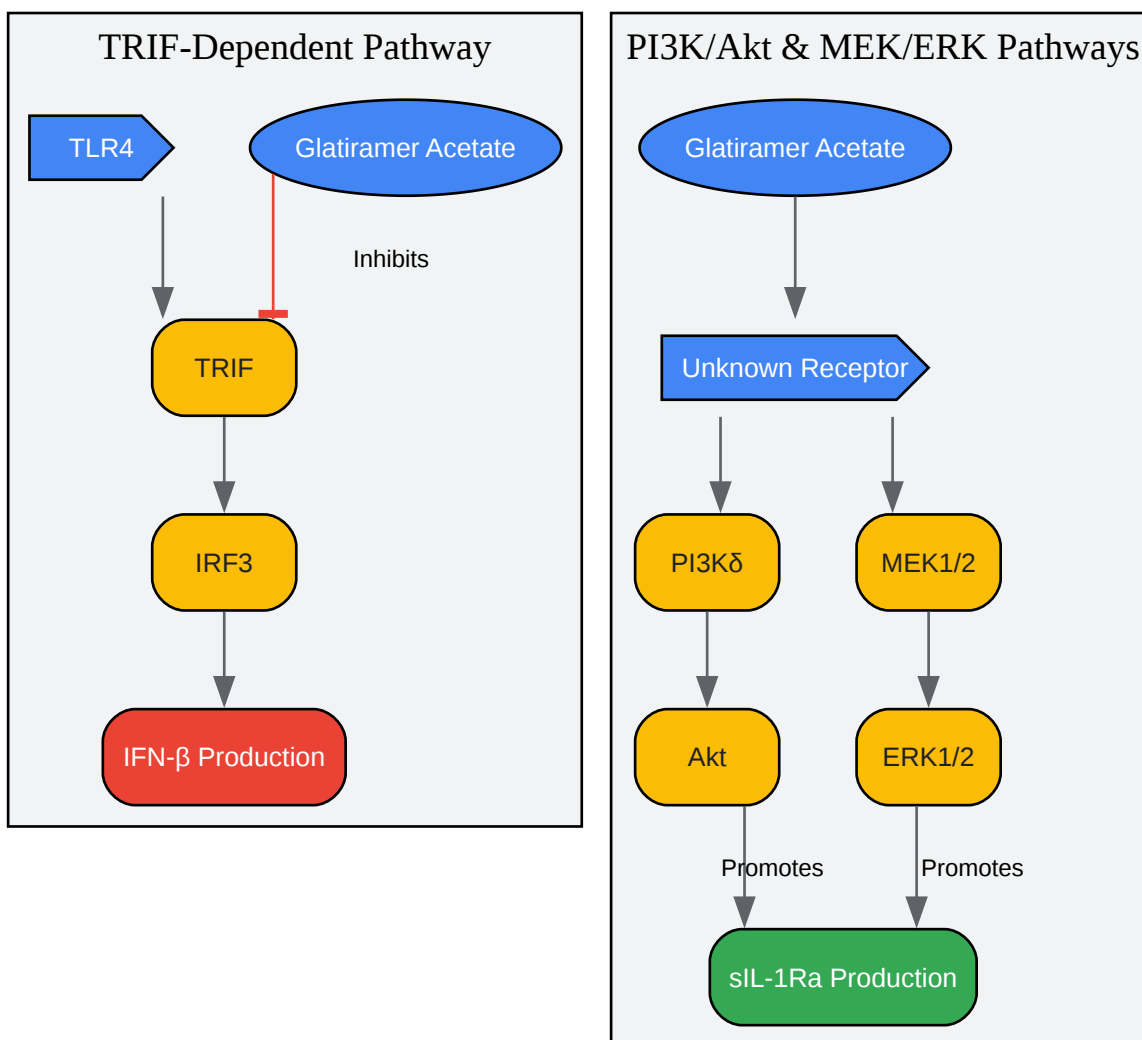 TRIF-Dependent Pathway
TLR4
Glatiramer Acetate
Inhibits
TRIF
IRF3
IFN-β Production
PI3K/Akt & MEK/ERK Pathways
Glatiramer Acetate
Unknown Receptor
PI3Kδ
MEK1/2
Akt
ERK1/2
Promotes
Promotes
sIL-1Ra Production